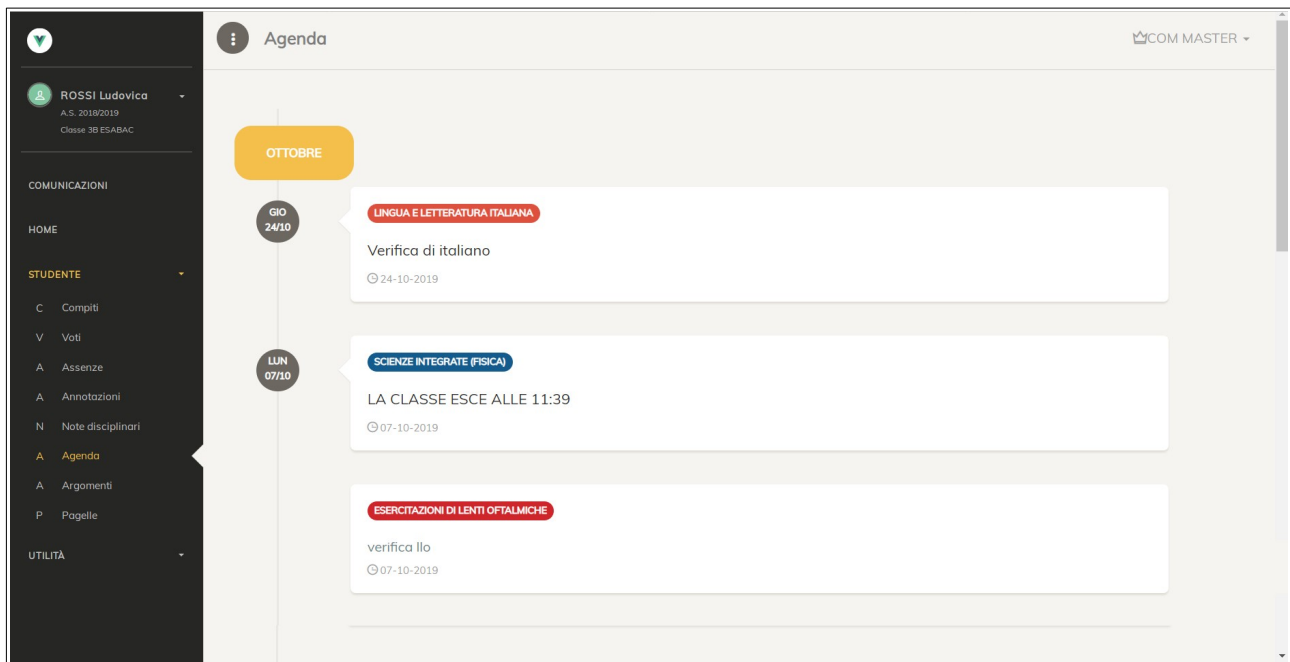 ROSSI Ludovica
A.S. 2018/2019
Classe 3B ESABAC
COMUNICAZIONI
HOME
STUDENTE
C Compiti
V Voti
A Assenze
A Annotazioni
N Note disciplinari
A Agenda
A Argomenti
P Pagelle
UTILITÀ
Agenda
COM MASTER
OTTOBRE
GIO
24/10
LINGUA E LETTERATURA ITALIANA
Verifica di italiano
24-10-2019
LUN
07/10
SCIENZE INTEGRATE (FISICA)
LA CLASSE ESCE ALLE 11:39
07-10-2019
ESERCITAZIONI DI LENTI OFTALMICHE
verifica llo
07-10-2019